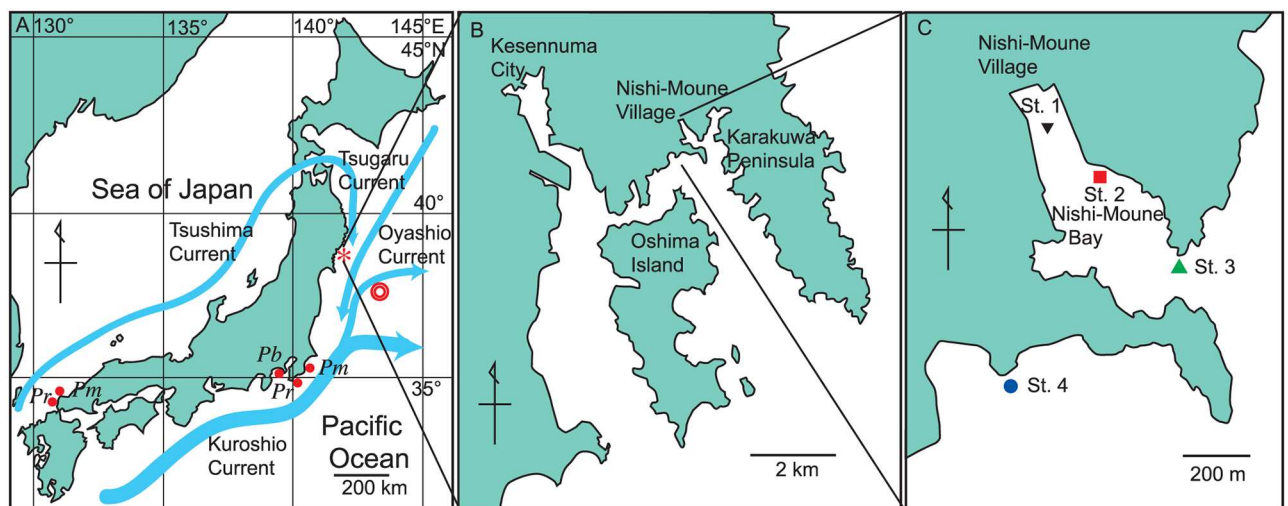 A
130°
135°
140°
145°E
45°N
Tsugaru
Current
Sea of Japan
40°
Tsushima
Current
Oyashio
Current
*
Pb
Pm
Pr
Pr
Pm
35°
Kuroshio
Current
Pacific
Ocean
200 km
B
Kesennuma
City
Nishi-Moune
Village
Karakuwa
Peninsula
Oshima
Island
2 km
C
Nishi-Moune
Village
St. 1
St. 2
Nishi-Moune
Bay
St. 3
St. 4
200 m